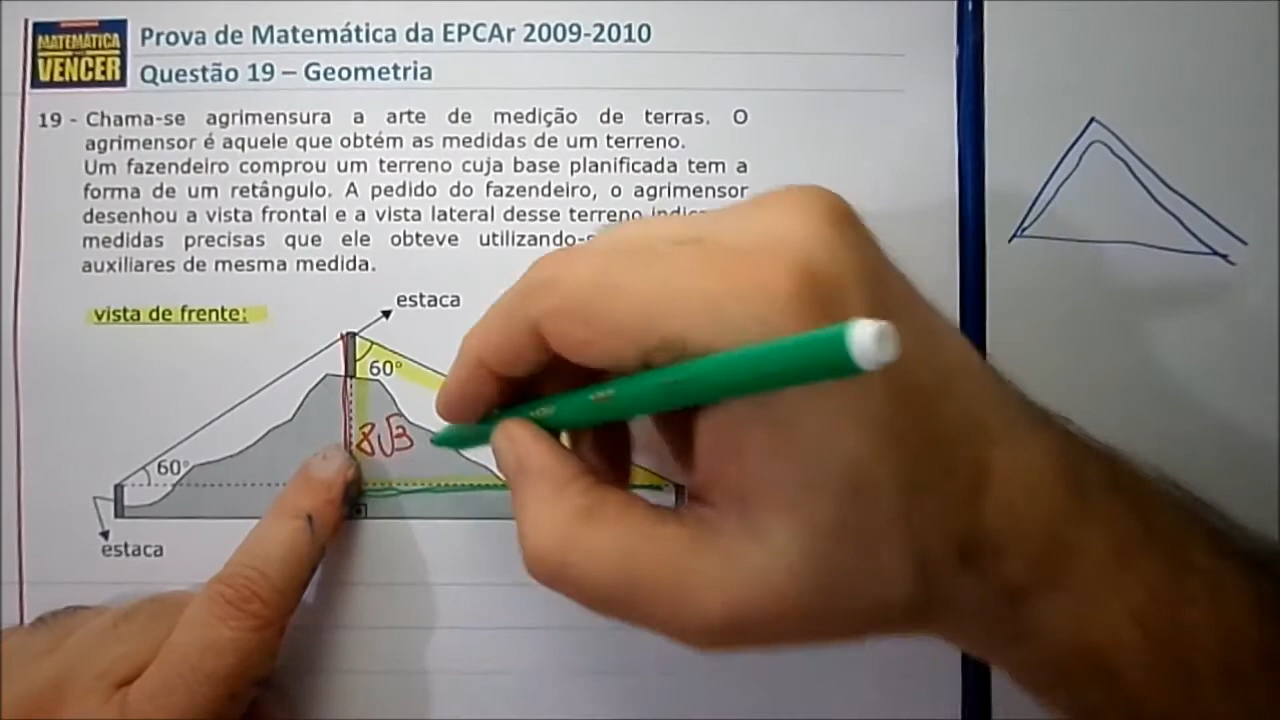 MATEMÁTICA
VENCER
Prova de Matemática da EPCAr 2009-2010
Questão 19 – Geometria
19 - Chama-se agrimensura a arte de medição de terras. O
agrimensor é aquele que obtém as medidas de um terreno.
Um fazendeiro comprou um terreno cuja base planificada tem a
forma de um retângulo. A pedido do fazendeiro, o agrimensor
desenhou a vista frontal e a vista lateral desse terreno
medidas precisas que ele obteve
auxiliares de mesma medida.
vista de frente:
estaca
60°
8√3
60°
estaca